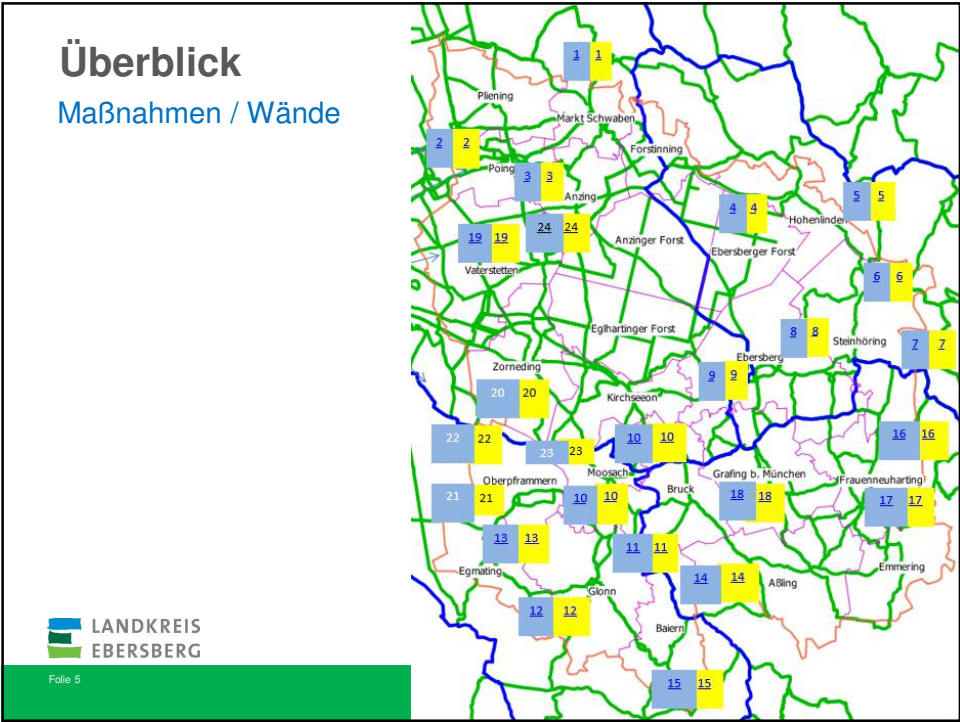 Überblick
Maßnahmen / Wände
1 1
Pliening
Markt Schwaben
2 2
Forstinning
Poing
3 3
Anzing
4 4
5 5
Hohenlinden
24 24
19 19
Anzinger Forst
Ebersberger Forst
Vaterstetten
6 6
Eglhartinger Forst
8 8
Steinhöring
7 7
Ebersberg
Zorneding
9 9
20 20
Kirchseeon
22 22
10 10
16 16
23 23
Moosach
Grafing b. München
Oberpframmern
Bruck
Frauenneuharting
21 21
10 10
18 18
17 17
13 13
11 11
Egmating
Emmering
14 14
Aßling
Glonn
12 12
Baiern
15 15
LANDKREIS
EBERSBERG
Folie 5